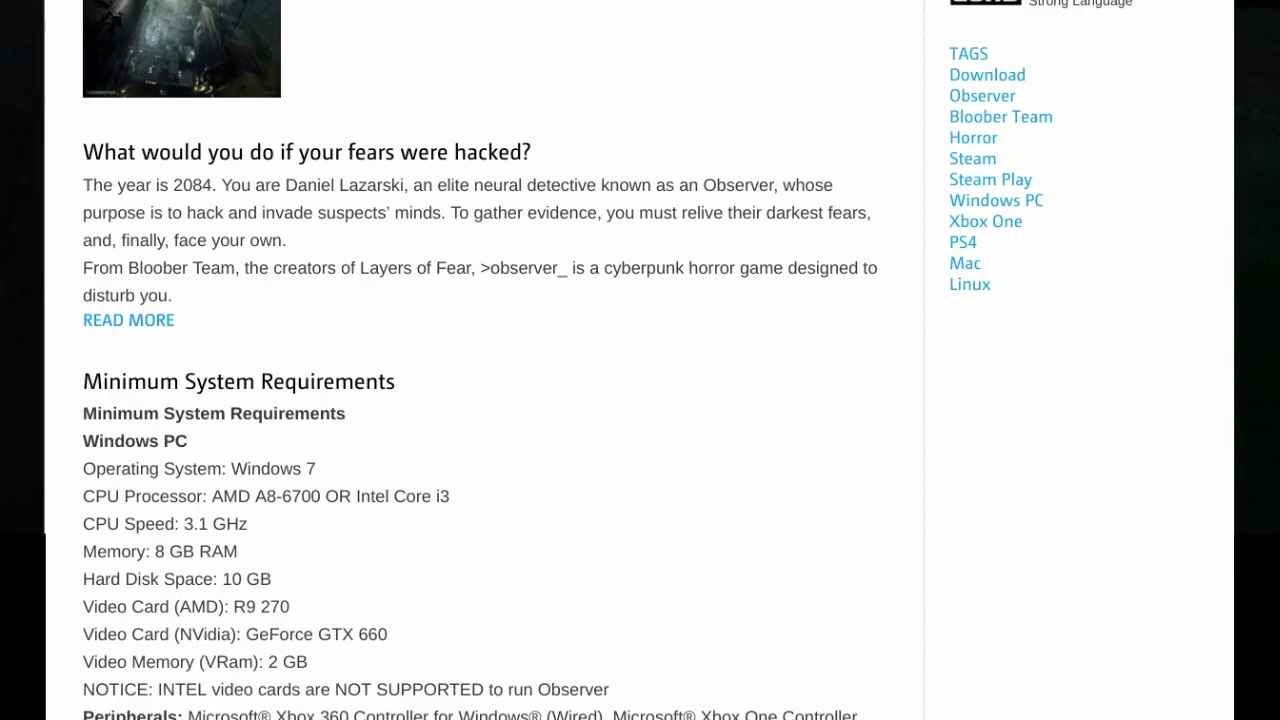 Strong Language
TAGS
Download
Observer
Bloober Team
Horror
Steam
Steam Play
Windows PC
Xbox One
PS4
Mac
Linux
What would you do if your fears were hacked?
The year is 2084. You are Daniel Lazarski, an elite neural detective known as an Observer, whose
purpose is to hack and invade suspects’ minds. To gather evidence, you must relive their darkest fears,
and, finally, face your own.
From Bloober Team, the creators of Layers of Fear, >observer_ is a cyberpunk horror game designed to
disturb you.
READ MORE
Minimum System Requirements
Minimum System Requirements
Windows PC
Operating System: Windows 7
CPU Processor: AMD A8-6700 OR Intel Core i3
CPU Speed: 3.1 GHz
Memory: 8 GB RAM
Hard Disk Space: 10 GB
Video Card (AMD): R9 270
Video Card (NVidia): GeForce GTX 660
Video Memory (VRam): 2 GB
NOTICE: INTEL video cards are NOT SUPPORTED to run Observer
Peripherals: Microsoft® Xbox 360 Controller for Windows® (Wired), Microsoft® Xbox One Controller